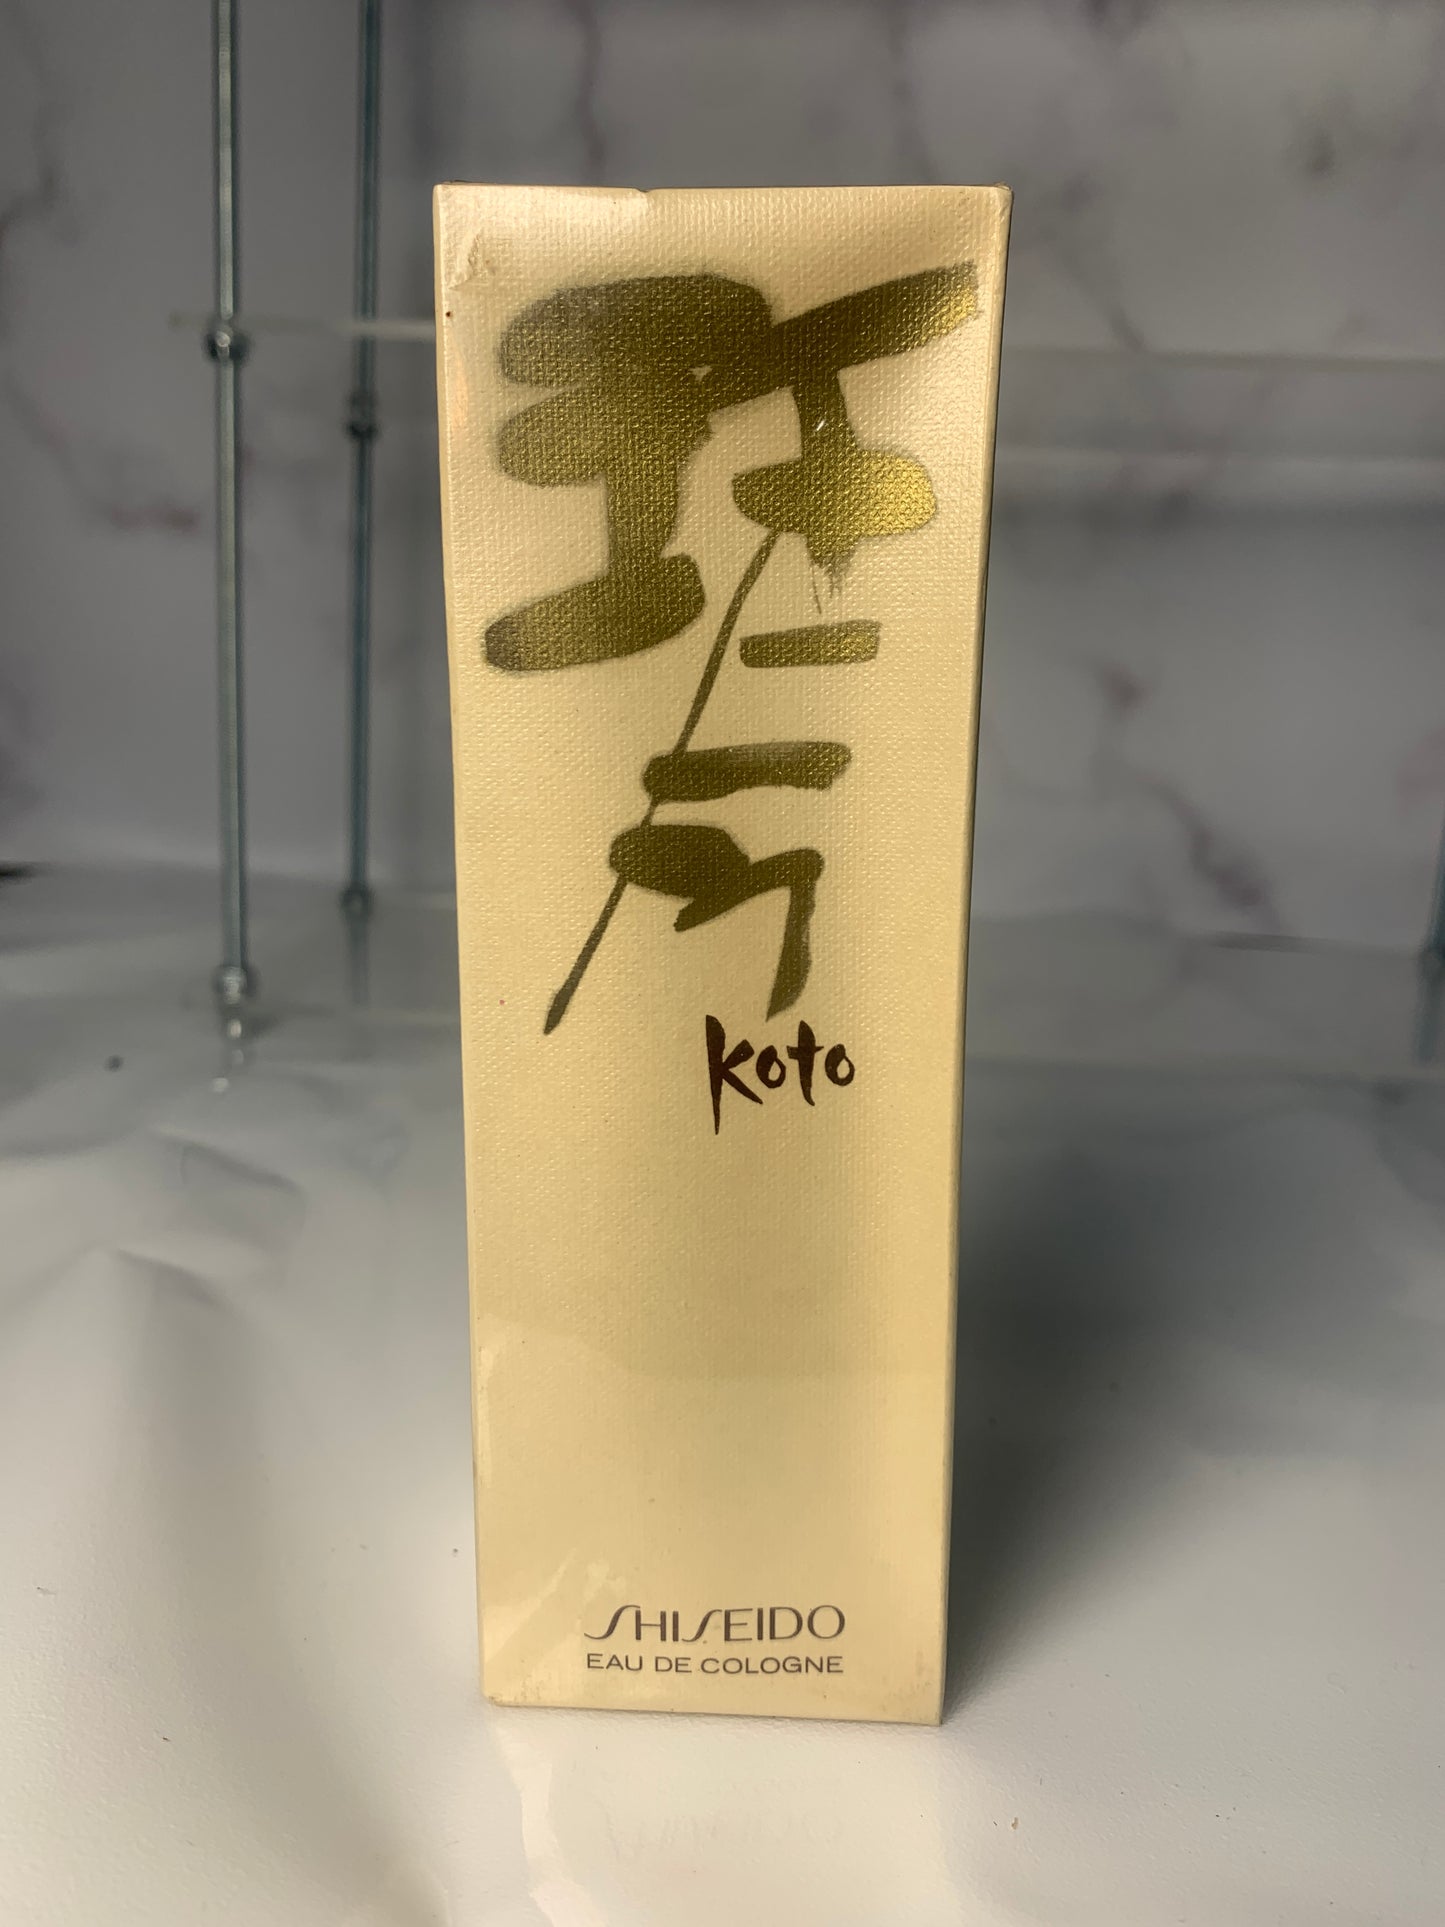 琴
Koto
SHISEIDO
EAU DE COLOGNE